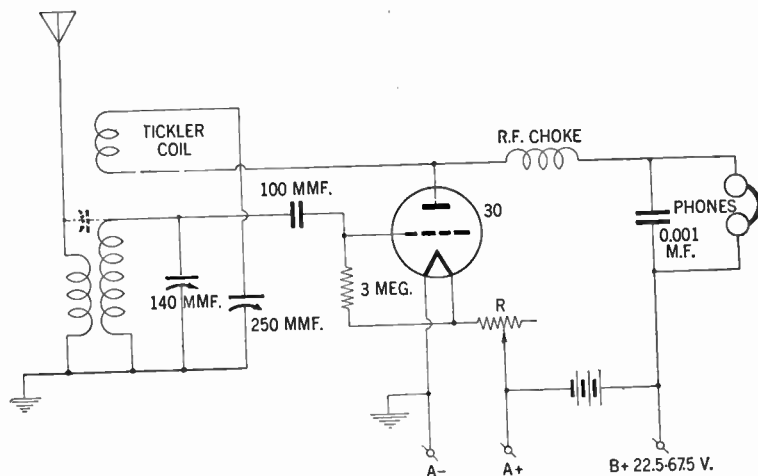 TICKLER
COIL
R.F. CHOKE
100 MMF.
30
PHONES
0.001
M.F.
3 MEG.
R
140 MMF.
250 MMF.
A-
A+
B+ 22.5-67.5 V.